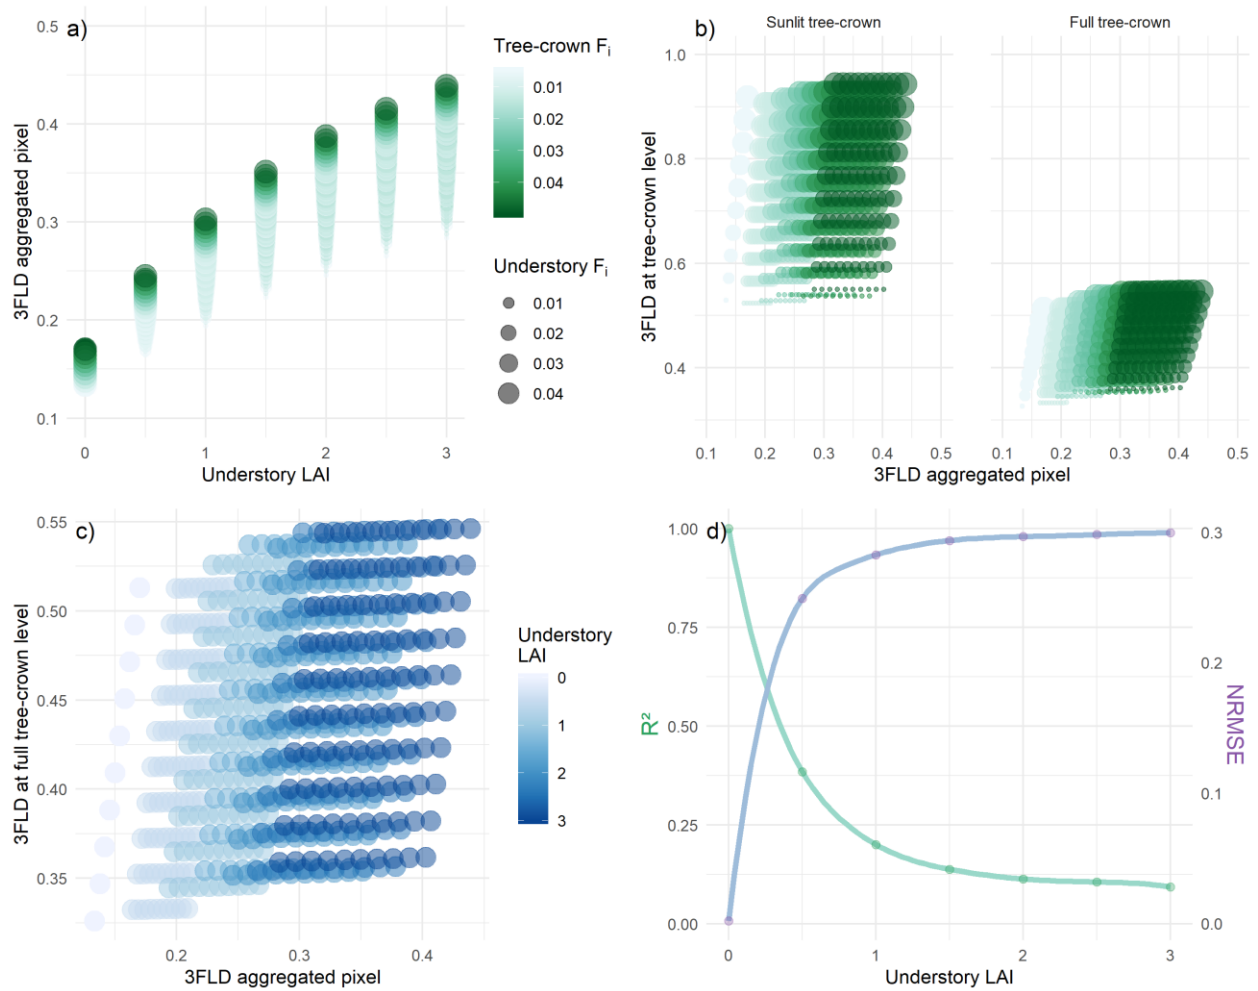 a)
3FLD aggregated pixel
0.5
0.4
0.3
0.2
0.1
0
1
2
3
Understory LAI
Tree-crown Fi
0.01
0.02
0.03
0.04
Understory Fi
0.01
0.02
0.03
0.04
b)
Sunlit tree-crown
Full tree-crown
3FLD at tree-crown level
1.0
0.8
0.6
0.4
0.1
0.2
0.3
0.4
0.5
0.1
0.2
0.3
0.4
0.5
3FLD aggregated pixel
c)
3FLD at full tree-crown level
0.55
0.50
0.45
0.40
0.35
0.2
0.3
0.4
3FLD aggregated pixel
Understory
LAI
0
1
2
3
d)
R²
1.00
0.75
0.50
0.25
0.00
0
1
2
3
Understory LAI
0.3
0.2
0.1
0.0
NRMSE